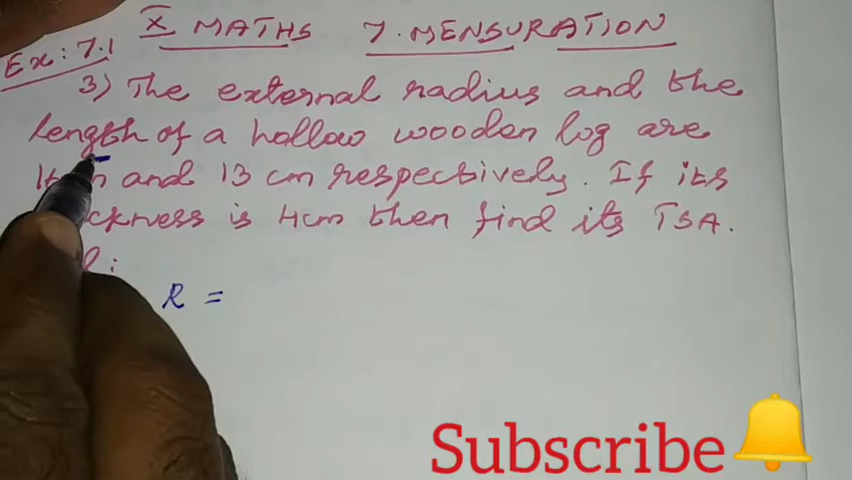 X MATHS 7. MENSURATION
Ex: 7.1
3) The external radius and the
length of a hollow wooden log are
and 13 cm respectively. If its
is 4cm then find its TSA.
R =
Subscribe